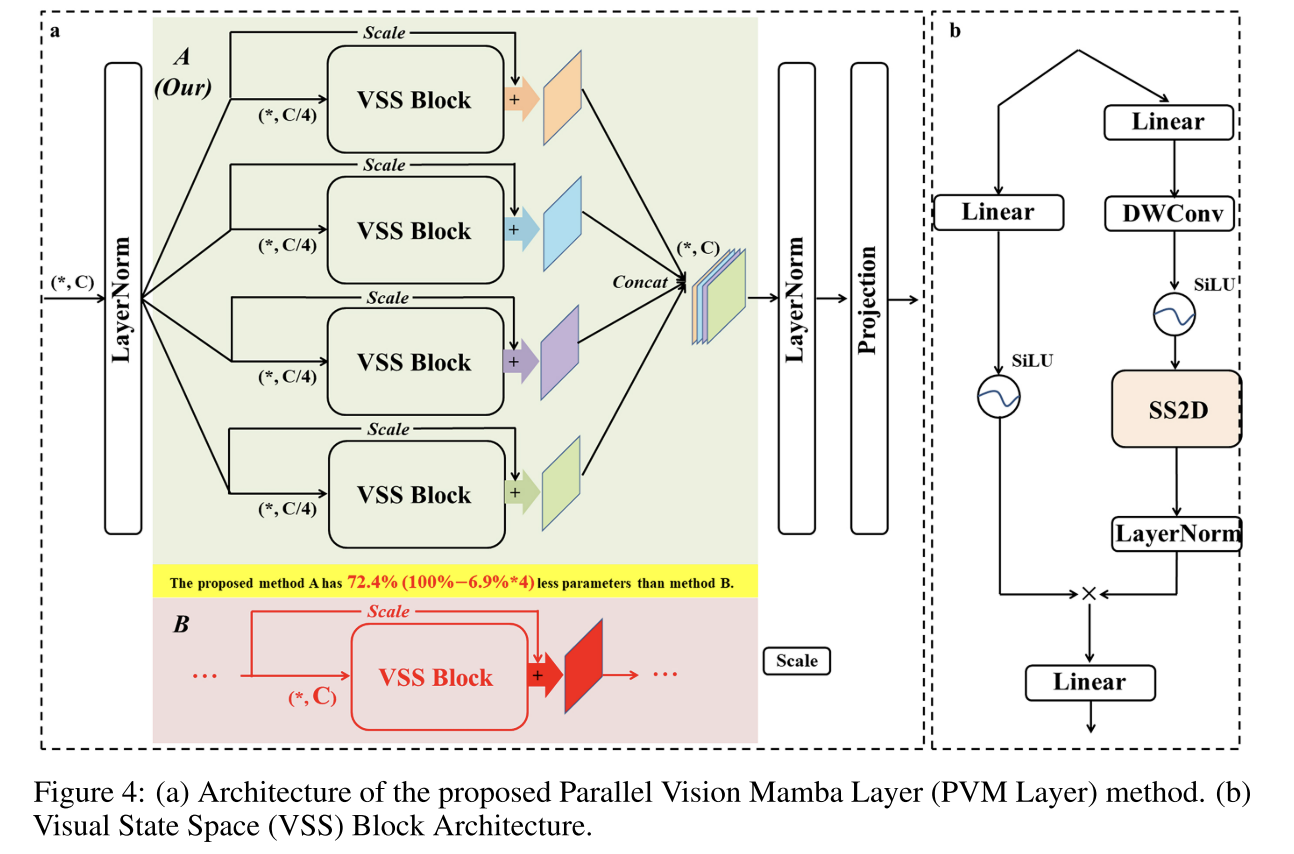 a
A
(Our)
Scale
(*, C/4)
VSS Block
+
Scale
(*, C/4)
VSS Block
+
(*, C)
LayerNorm
Scale
(*, C/4)
VSS Block
+
Scale
(*, C/4)
VSS Block
+
Concat
(*, C)
LayerNorm
Projection
The proposed method A has 72.4% (100%−6.9%*4) less parameters than method B.
B
Scale
...
(*, C)
VSS Block
+
...
Scale
b
Linear
Linear
DWConv
SiLU
SiLU
SS2D
LayerNorm
×
Linear
Figure 4: (a) Architecture of the proposed Parallel Vision Mamba Layer (PVM Layer) method. (b)
Visual State Space (VSS) Block Architecture.